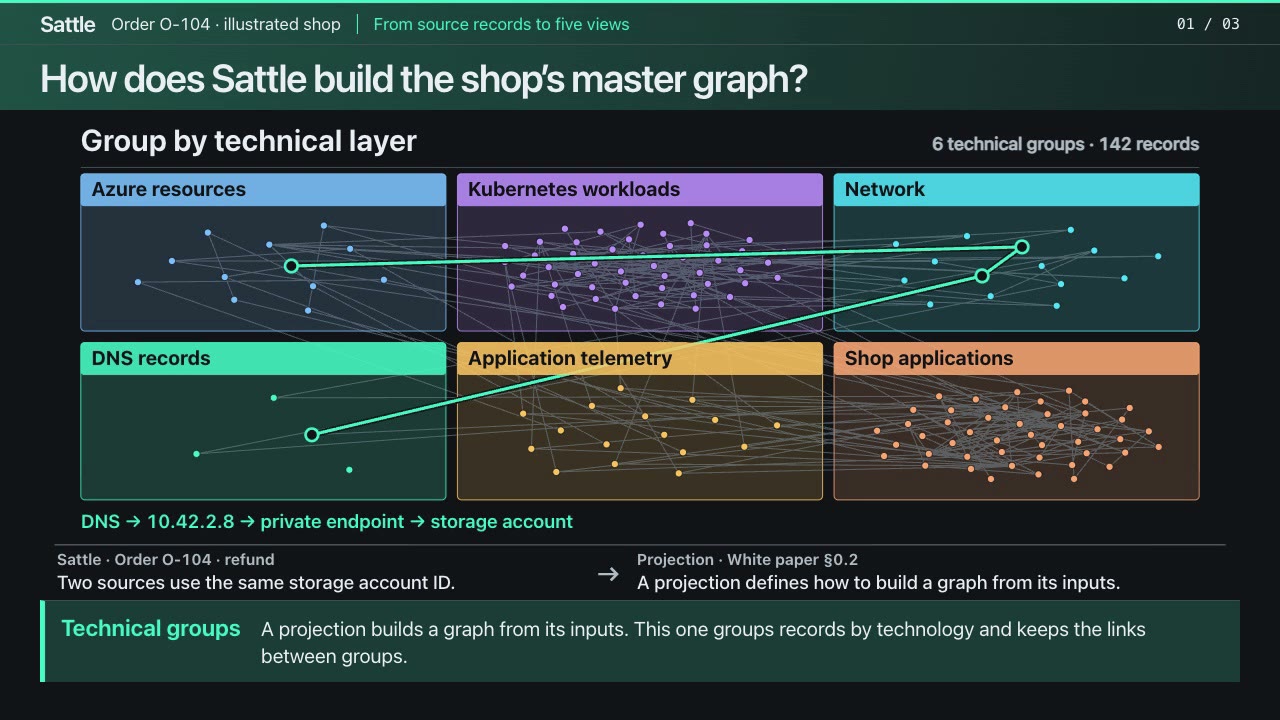 Sattle Order O-104 · illustrated shop From source records to five views 01 / 03
How does Sattle build the shop's master graph?
Group by technical layer
6 technical groups · 142 records
Azure resources
Kubernetes workloads
Network
DNS records
Application telemetry
Shop applications
DNS → 10.42.2.8 → private endpoint → storage account
Sattle · Order O-104 · refund
Two sources use the same storage account ID.
→
Projection · White paper §0.2
A projection defines how to build a graph from its inputs.
Technical groups
A projection builds a graph from its inputs. This one groups records by technology and keeps the links
between groups.